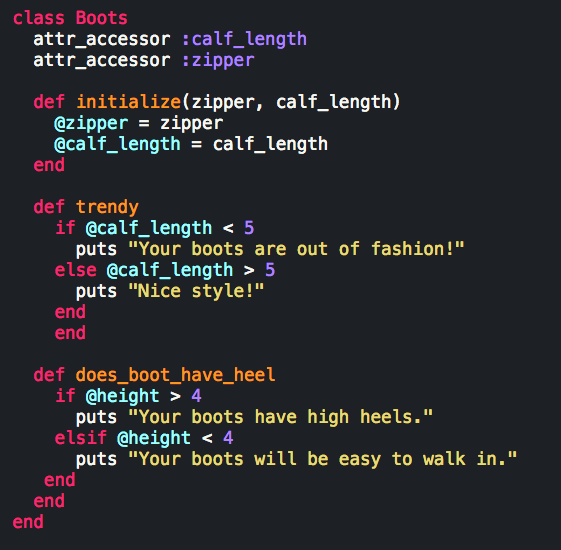 class Boots
  attr_accessor :calf_length
  attr_accessor :zipper

  def initialize(zipper, calf_length)
    @zipper = zipper
    @calf_length = calf_length
  end

  def trendy
    if @calf_length < 5
      puts "Your boots are out of fashion!"
    else @calf_length > 5
      puts "Nice style!"
    end
    end

  def does_boot_have_heel
    if @height > 4
      puts "Your boots have high heels."
    elsif @height < 4
      puts "Your boots will be easy to walk in."
   end
  end
end